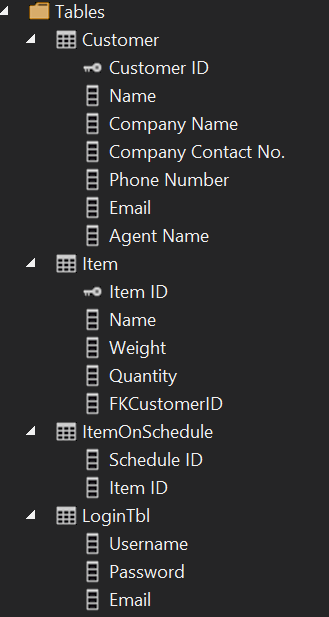 Tables
Customer
Customer ID
Name
Company Name
Company Contact No.
Phone Number
Email
Agent Name
Item
Item ID
Name
Weight
Quantity
FKCustomerID
ItemOnSchedule
Schedule ID
Item ID
LoginTbl
Username
Password
Email